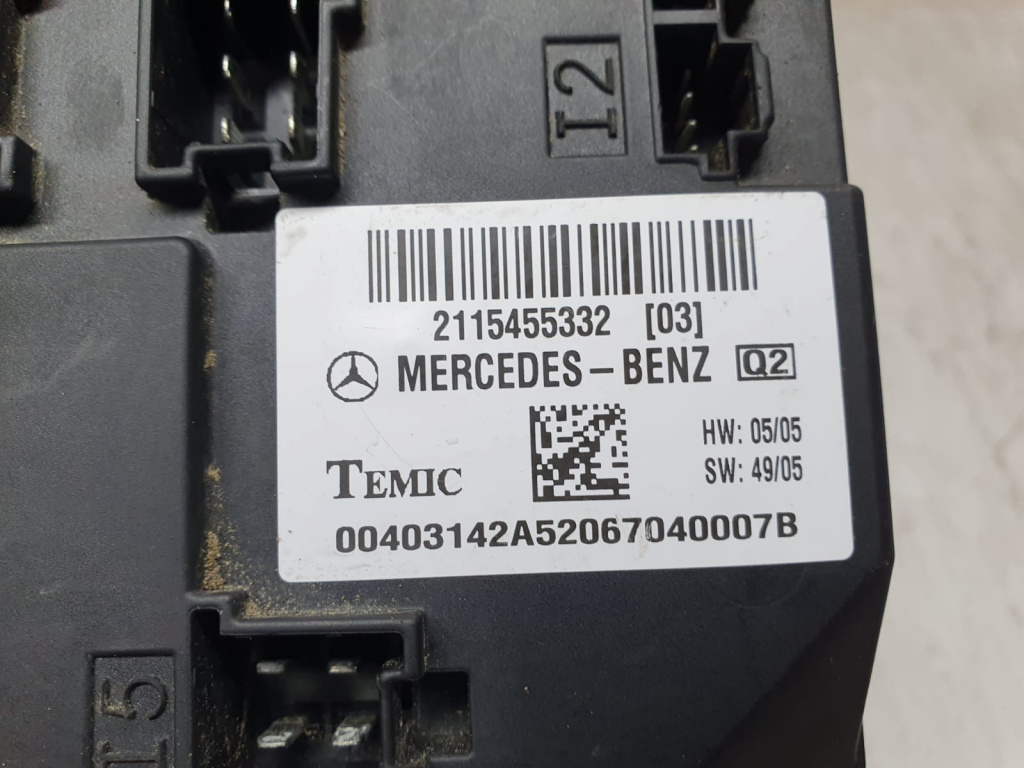 I2
2115455332 [03]
MERCEDES-BENZ Q2
HW: 05/05
TEMIC
SW: 49/05
00403142A52067040007B
I5